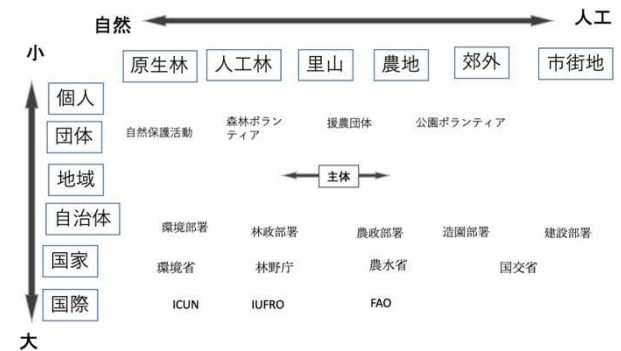 自然
人工
小
原生林
人工林
里山
農地
郊外
市街地
個人
団体
自然保護活動
森林ボラン
ティア
援農団体
公園ボランティア
地域
主体
自治体
環境部署
林政部署
農政部署
造園部署
建設部署
国家
環境省
林野庁
農水省
国交省
国際
ICUN
IUFRO
FAO
大